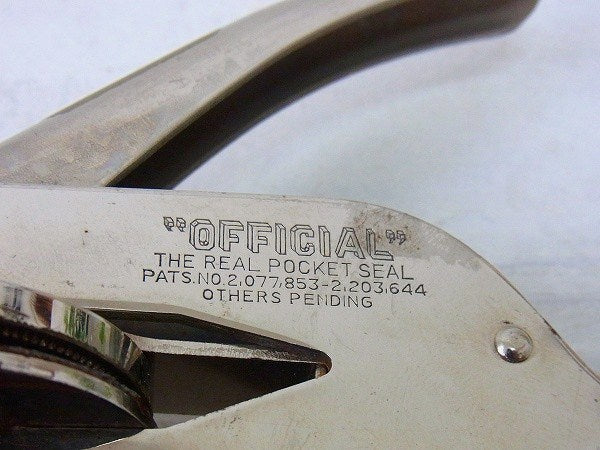 "OFFICIAL"
THE REAL POCKET SEAL
PATS. NO. 2,077,853-2,203,644
OTHERS PENDING